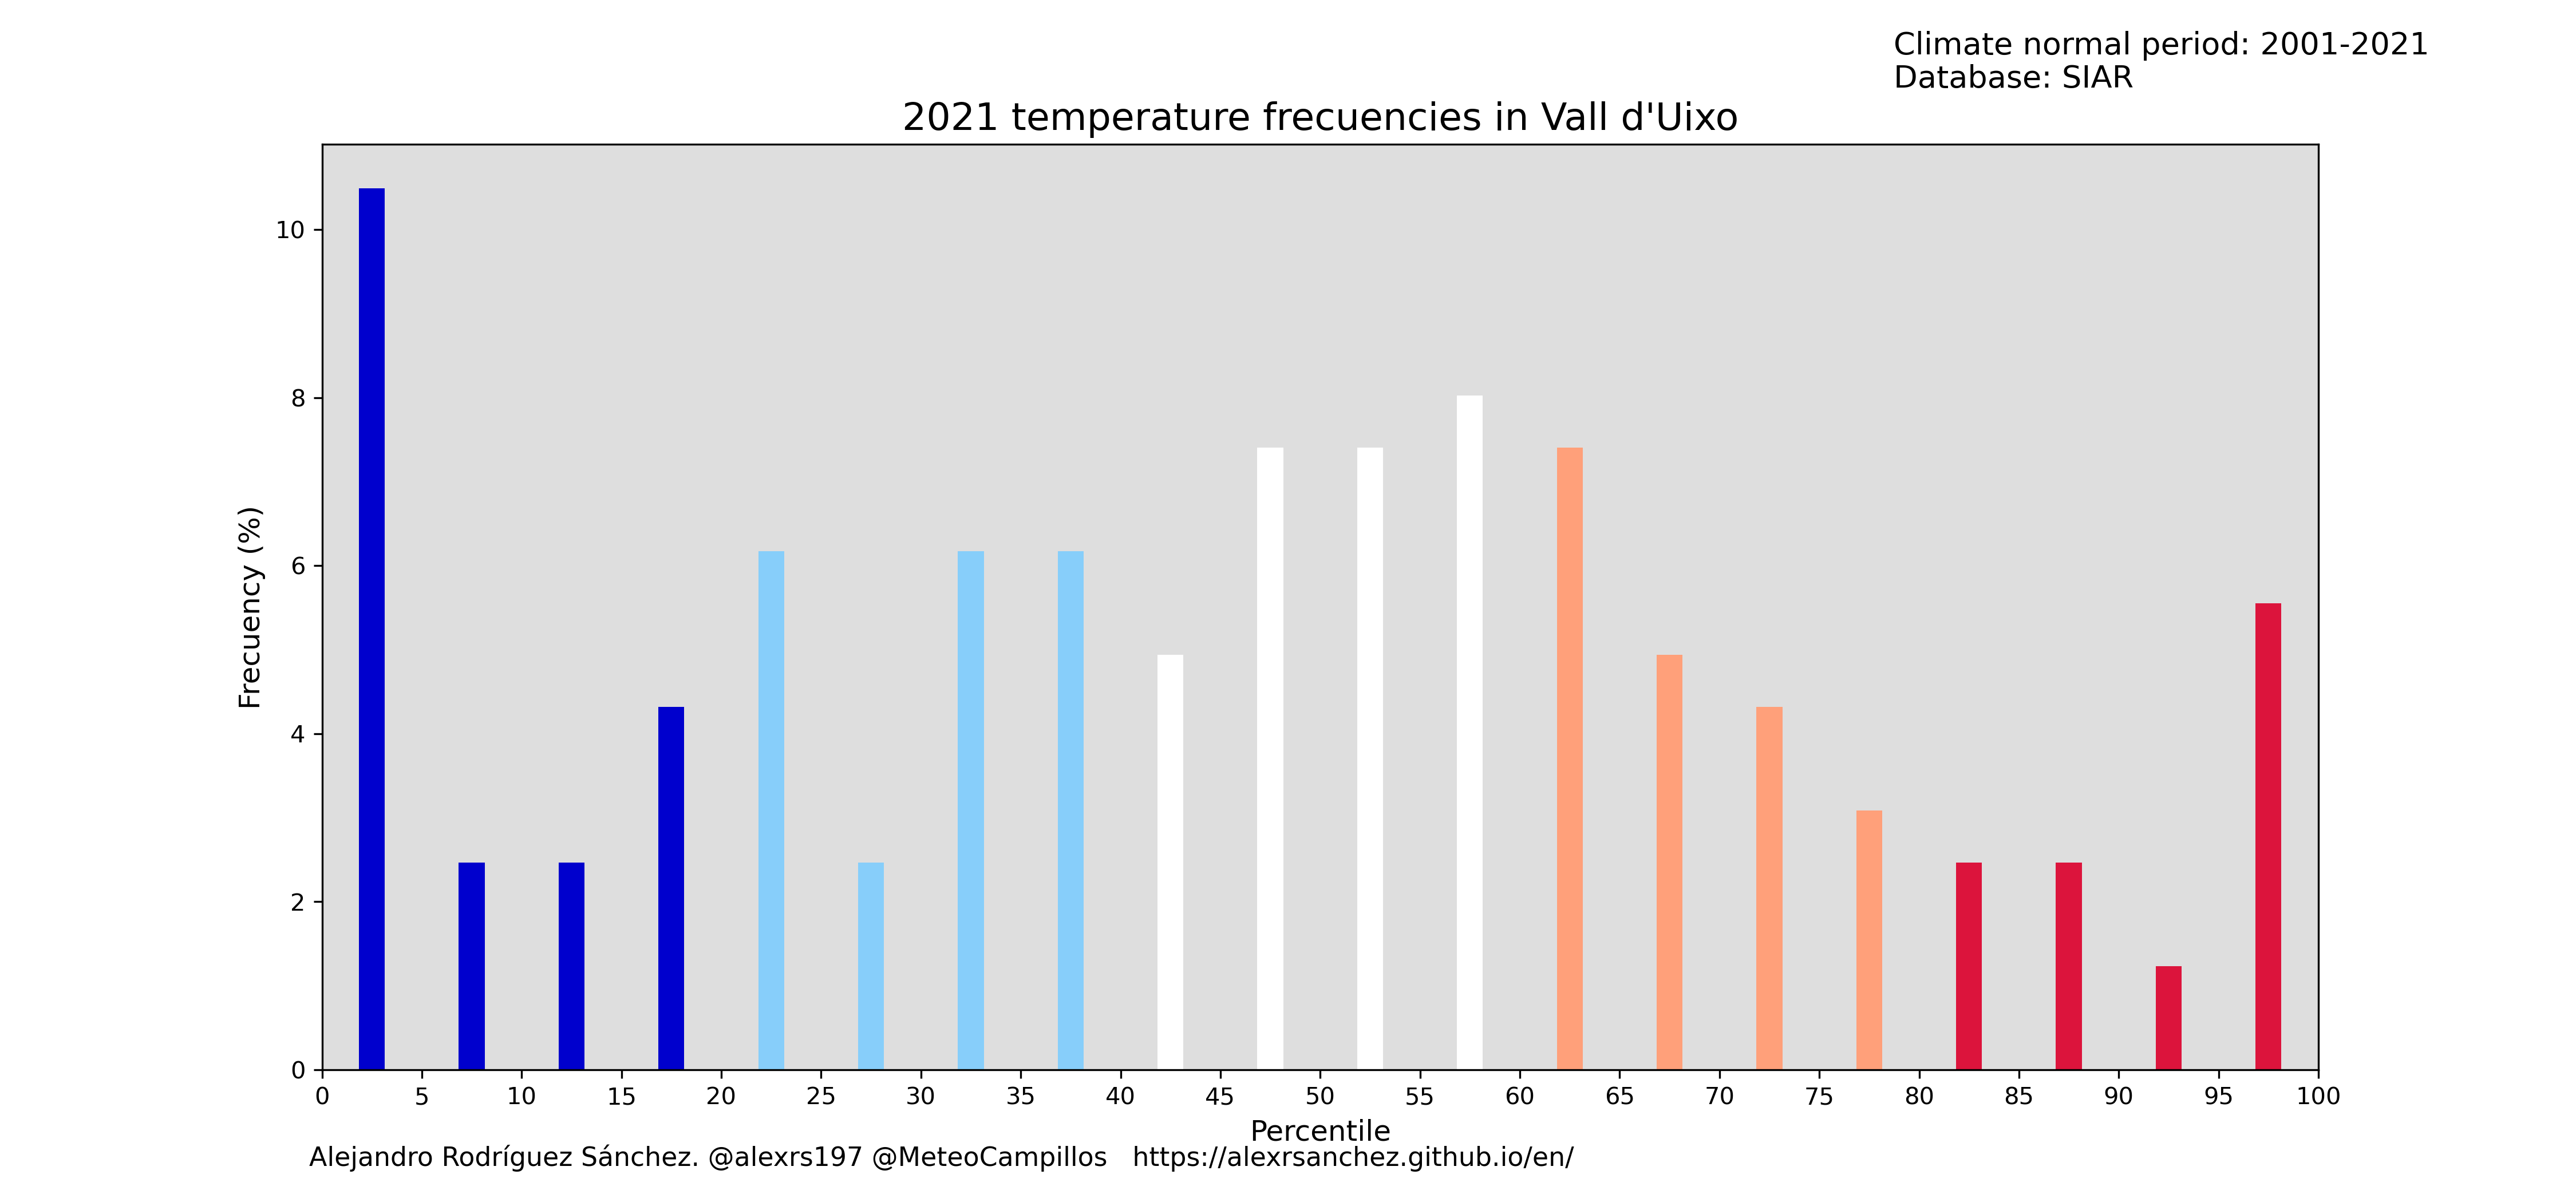 Climate normal period: 2001-2021
Database: SIAR
2021 temperature frecuencies in Vall d'Uixo
10
8
6
4
2
0
Frecuency (%)
0 5 10 15 20 25 30 35 40 45 50 55 60 65 70 75 80 85 90 95 100
Percentile
Alejandro Rodríguez Sánchez. @alexrs197 @MeteoCampillos https://alexrsanchez.github.io/en/